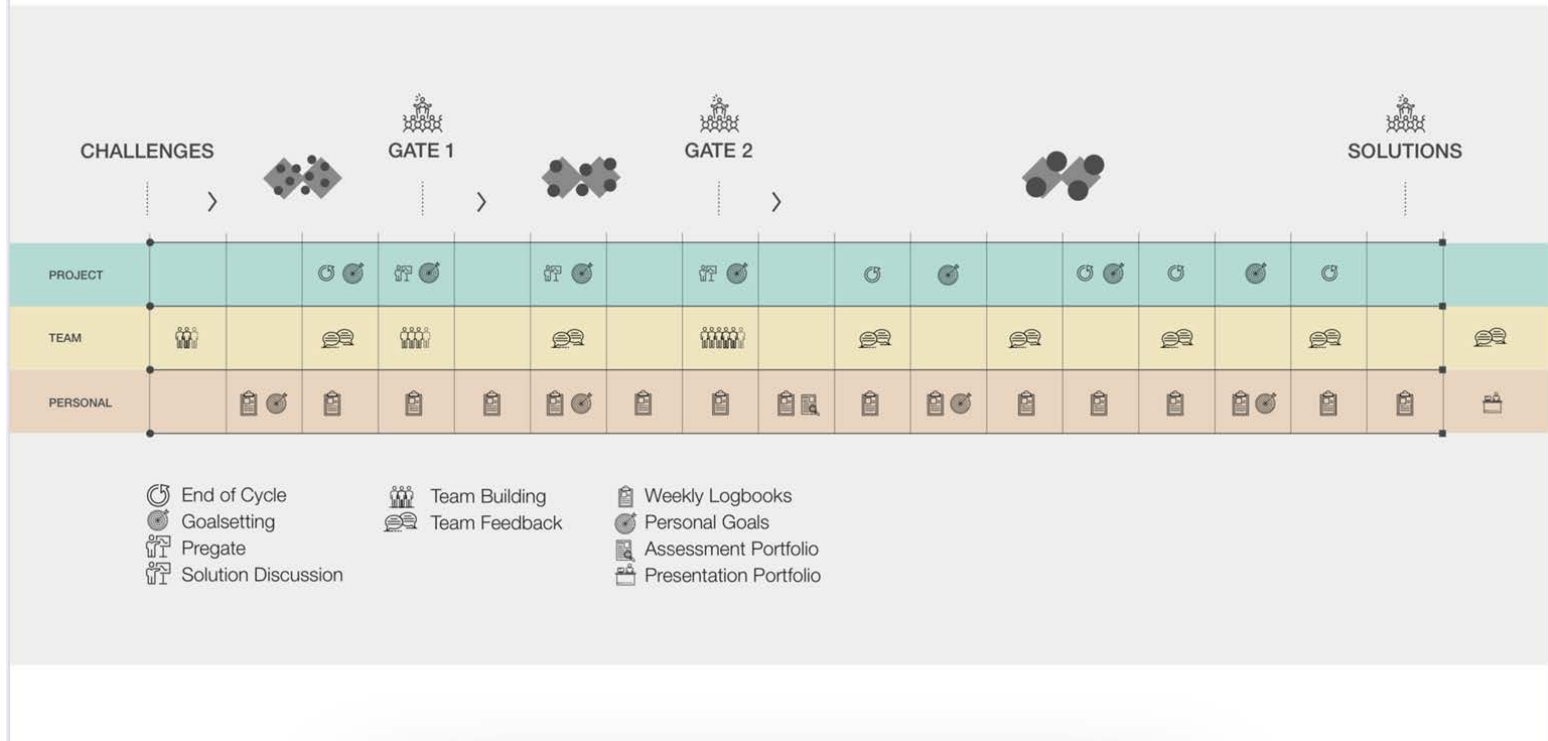 CHALLENGES
GATE 1
GATE 2
SOLUTIONS
PROJECT
TEAM
PERSONAL
End of Cycle
Goalsetting
Pregate
Solution Discussion
Team Building
Team Feedback
Weekly Logbooks
Personal Goals
Assessment Portfolio
Presentation Portfolio